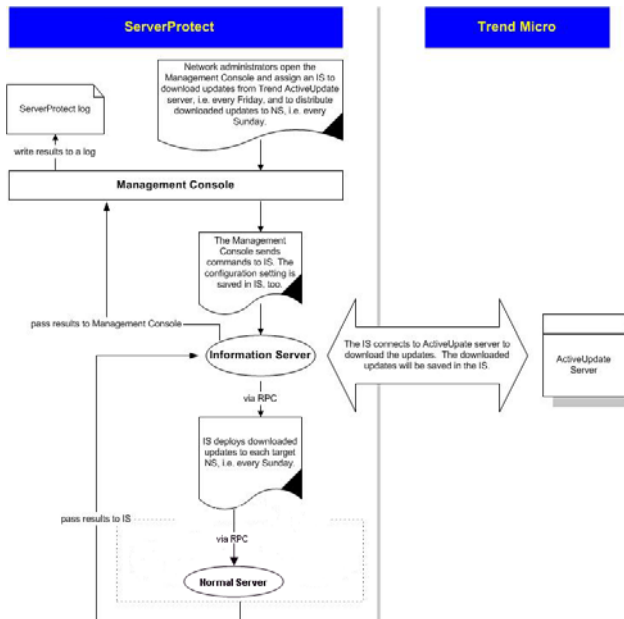 ServerProtect
Trend Micro
Network administrators open the
Management Console and assign an IS to
download updates from Trend ActiveUpdate
server, i.e. every Friday, and to distribute
downloaded updates to NS, i.e. every
Sunday.
ServerProtect log
write results to a log
Management Console
The Management
Console sends
commands to IS. The
configuration setting is
saved in IS, too.
pass results to Management Console
Information Server
The IS connects to ActiveUpate server to
download the updates. The downloaded
updates will be saved in the IS.
ActiveUpdate
Server
via RPC
IS deploys downloaded
updates to each target
NS, i.e. every Sunday.
pass results to IS
via RPC
Normal Server